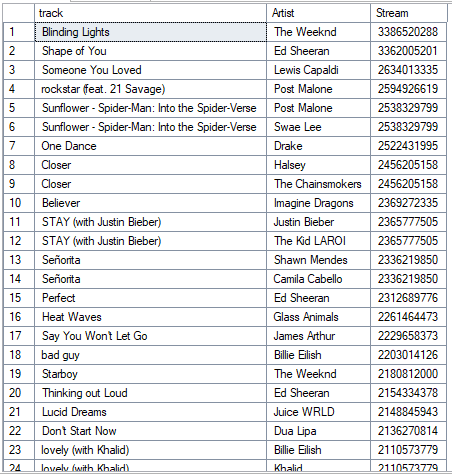 track Artist Stream
1 Blinding Lights The Weeknd 3386520288
2 Shape of You Ed Sheeran 3362005201
3 Someone You Loved Lewis Capaldi 2634013335
4 rockstar (feat. 21 Savage) Post Malone 2594926619
5 Sunflower - Spider-Man: Into the Spider-Verse Post Malone 2538329799
6 Sunflower - Spider-Man: Into the Spider-Verse Swae Lee 2538329799
7 One Dance Drake 2522431995
8 Closer Halsey 2456205158
9 Closer The Chainsmokers 2456205158
10 Believer Imagine Dragons 2369272335
11 STAY (with Justin Bieber) Justin Bieber 2365777505
12 STAY (with Justin Bieber) The Kid LAROI 2365777505
13 Señorita Shawn Mendes 2336219850
14 Señorita Camila Cabello 2336219850
15 Perfect Ed Sheeran 2312689776
16 Heat Waves Glass Animals 2261464473
17 Say You Won't Let Go James Arthur 2229658373
18 bad guy Billie Eilish 2203014126
19 Starboy The Weeknd 2180812000
20 Thinking out Loud Ed Sheeran 2154334378
21 Lucid Dreams Juice WRLD 2148845943
22 Don't Start Now Dua Lipa 2136270814
23 lovely (with Khalid) Billie Eilish 2110573779
24 lovely (with Khalid) Khalid 2110573779